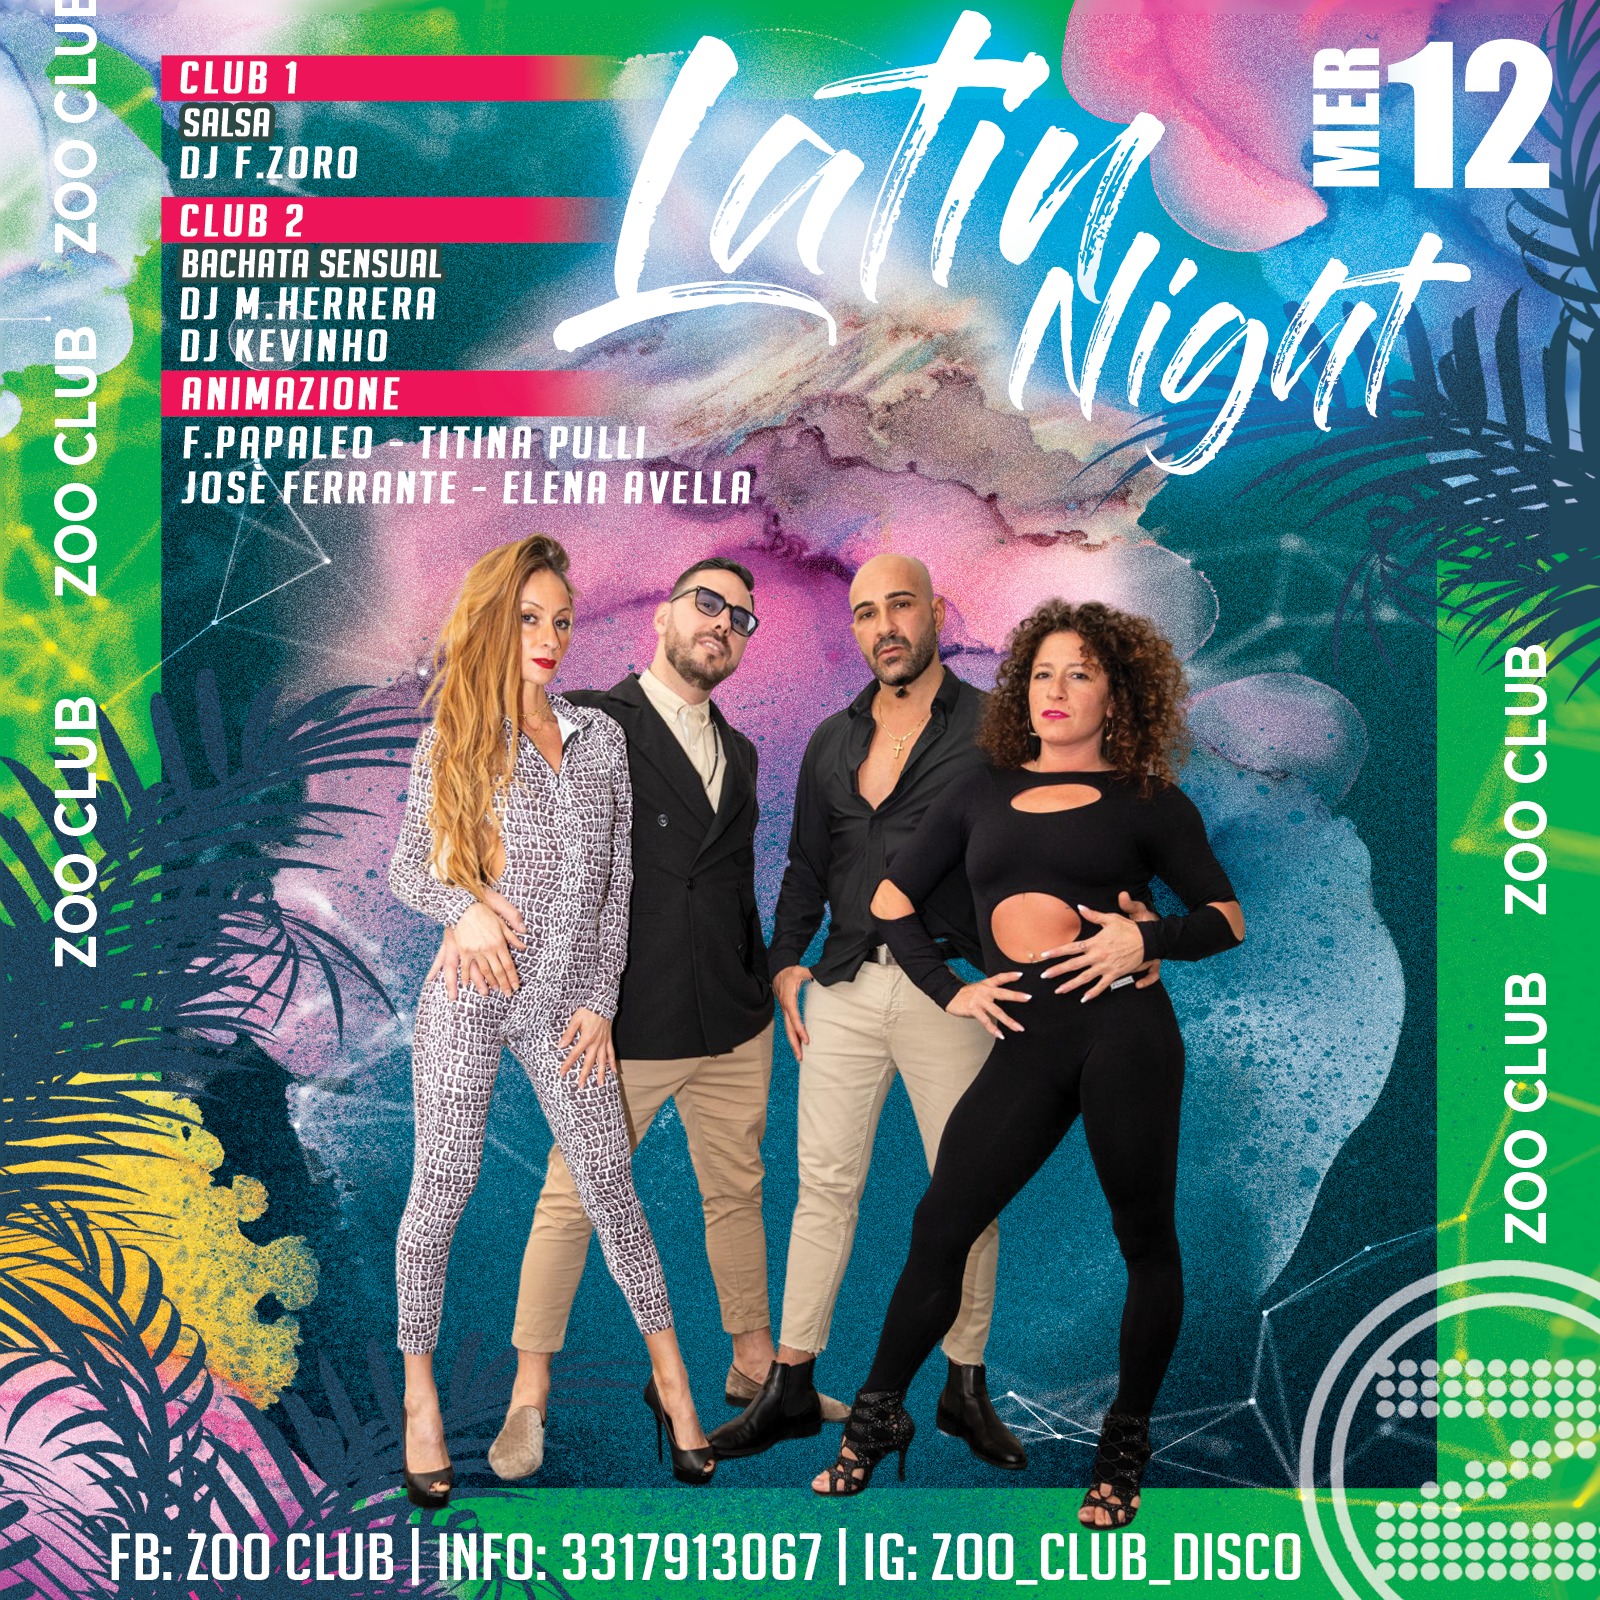 CLUB 1
SALSA
DJ F.ZORO
CLUB 2
BACHATA SENSUAL
DJ M.HERRERA
DJ KEVINHO
ANIMAZIONE
F.PAPALEO - TITINA PULLI
JOSÈ FERRANTE - ELENA AVELLA
Latin
Night
MER 12
ZOO CLUB
ZOO CLUB
ZOO CLUB
ZOO CLUB
ZOO CLUB
FB: ZOO CLUB | INFO: 3317913067 | IG: ZOO_CLUB_DISCO